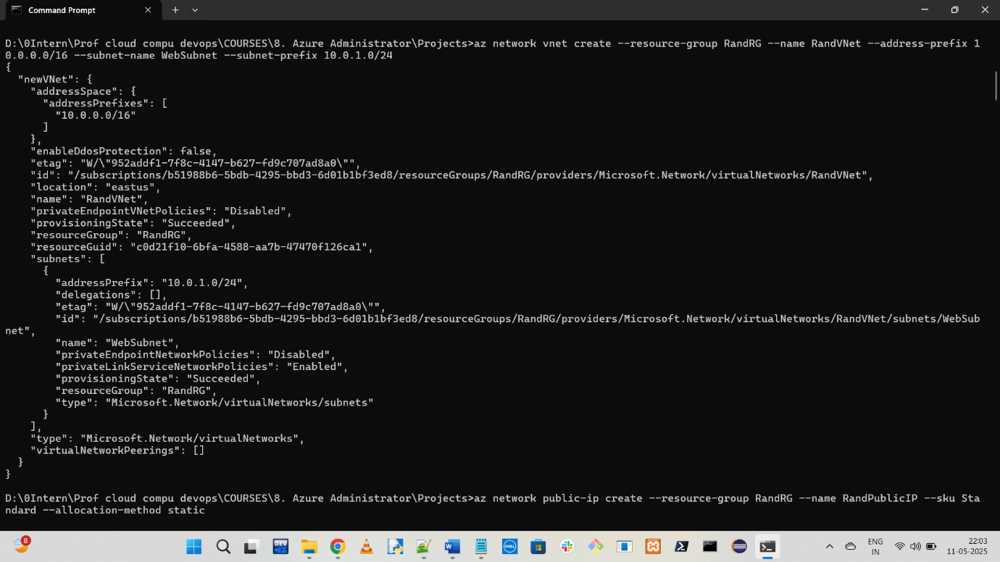 Command Prompt
D:\0Intern\Prof cloud compu devops\COURSES\8. Azure Administrator\Projects>az network vnet create --resource-group RandRG --name RandVNet --address-prefix 1
0.0.0.0/16 --subnet-name WebSubnet --subnet-prefix 10.0.1.0/24
{
  "newVNet": {
    "addressSpace": {
      "addressPrefixes": [
        "10.0.0.0/16"
      ]
    },
    "enableDdosProtection": false,
    "etag": "W/\"952addf1-7f8c-4147-b627-fd9c707ad8a0\"",
    "id": "/subscriptions/b51988b6-5bdb-4295-bbd3-6d01b1bf3ed8/resourceGroups/RandRG/providers/Microsoft.Network/virtualNetworks/RandVNet",
    "location": "eastus",
    "name": "RandVNet",
    "privateEndpointVNetPolicies": "Disabled",
    "provisioningState": "Succeeded",
    "resourceGroup": "RandRG",
    "resourceGuid": "c0d21f10-6bfa-4588-aa7b-47470f126ca1",
    "subnets": [
      {
        "addressPrefix": "10.0.1.0/24",
        "delegations": [],
        "etag": "W/\"952addf1-7f8c-4147-b627-fd9c707ad8a0\"",
        "id": "/subscriptions/b51988b6-5bdb-4295-bbd3-6d01b1bf3ed8/resourceGroups/RandRG/providers/Microsoft.Network/virtualNetworks/RandVNet/subnets/WebSub
net",
        "name": "WebSubnet",
        "privateEndpointNetworkPolicies": "Disabled",
        "privateLinkServiceNetworkPolicies": "Enabled",
        "provisioningState": "Succeeded",
        "resourceGroup": "RandRG",
        "type": "Microsoft.Network/virtualNetworks/subnets"
      }
    ],
    "type": "Microsoft.Network/virtualNetworks",
    "virtualNetworkPeerings": []
  }
}
D:\0Intern\Prof cloud compu devops\COURSES\8. Azure Administrator\Projects>az network public-ip create --resource-group RandRG --name RandPublicIP --sku Sta
ndard --allocation-method static
8
DEV
DELL
ENG
IN
22:03
11-05-2025